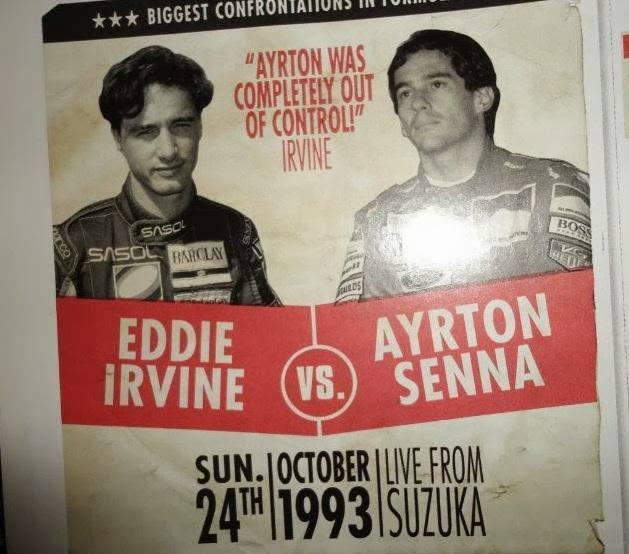 ★★★ BIGGEST CONFRONTATIONS IN
"AYRTON WAS
COMPLETELY OUT
OF CONTROL!"
IRVINE
SASOL
SASOL
BARCLAY
BOSS
EDDIE
IRVINE
VS.
AYRTON
SENNA
SUN. OCTOBER LIVE FROM
24TH 1993 SUZUKA